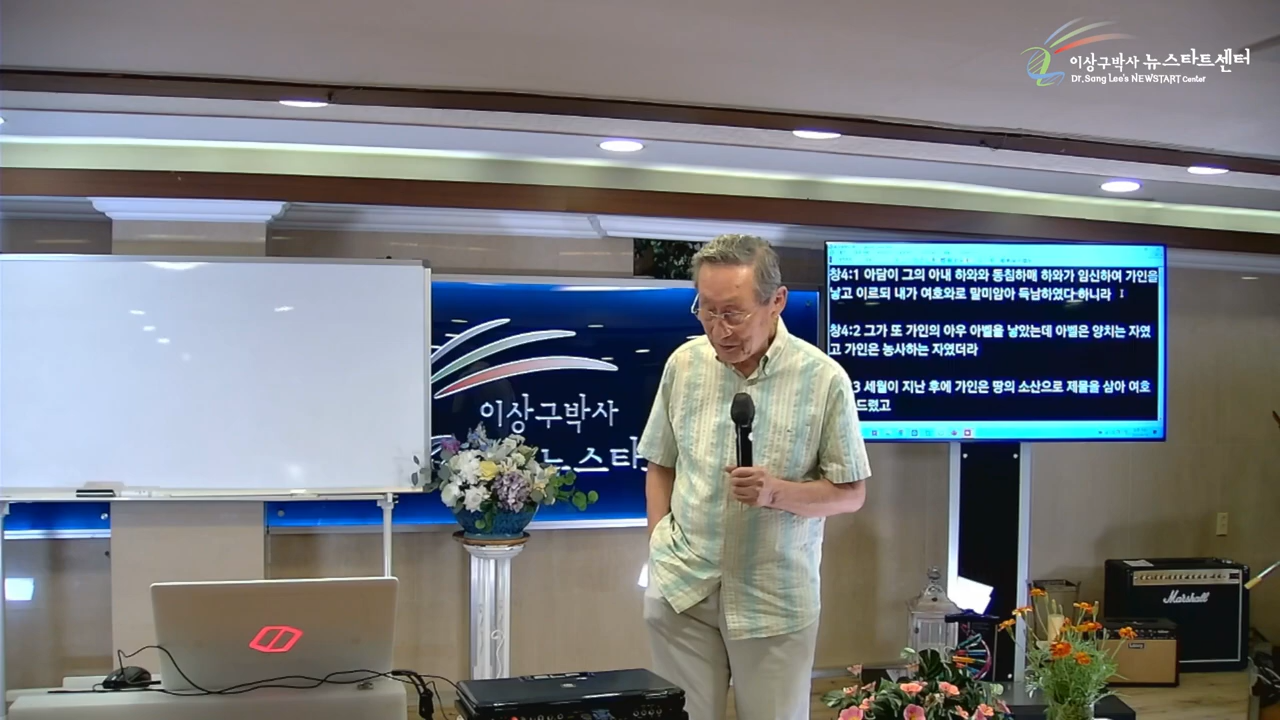 이상구박사 뉴스타트센터
Dr. Sang Lee's NEWSTART Center
창4:1 아담이 그의 아내 하와와 동침하매 하와가 임신하여 가인을
낳고 이르되 내가 여호와로 말미암아 득남하였다 하니라
창4:2 그가 또 가인의 아우 아벨을 낳았는데 아벨은 양치는 자였
고 가인은 농사하는 자였더라
3 세월이 지난 후에 가인은 땅의 소산으로 제물을 삼아 여호
드렸고
이상구박사
뉴스타
Marshall